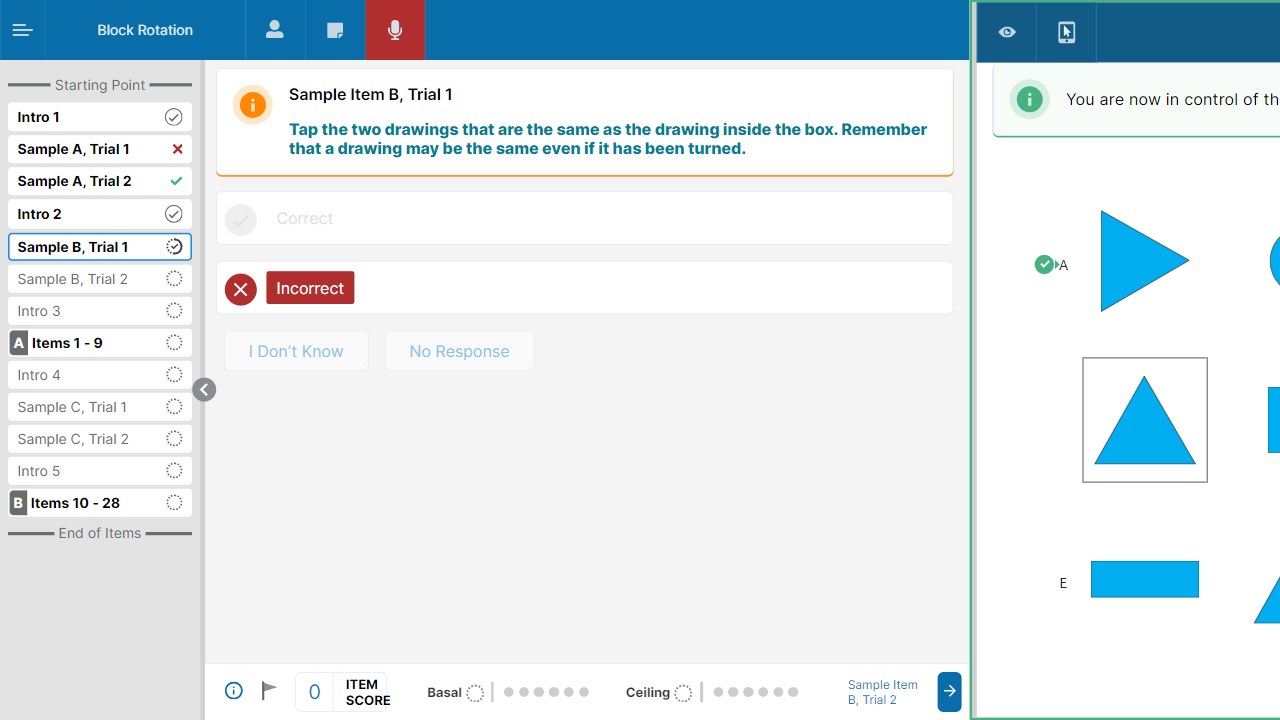 Block Rotation
Starting Point
Intro 1
Sample A, Trial 1
Sample A, Trial 2
Intro 2
Sample B, Trial 1
Sample B, Trial 2
Intro 3
A Items 1 - 9
Intro 4
Sample C, Trial 1
Sample C, Trial 2
Intro 5
B Items 10 - 28
End of Items
Sample Item B, Trial 1
Tap the two drawings that are the same as the drawing inside the box. Remember
that a drawing may be the same even if it has been turned.
Correct
Incorrect
I Don't Know
No Response
0
ITEM
SCORE
Basal
Ceiling
Sample Item
B, Trial 2
You are now in control of th
A
E